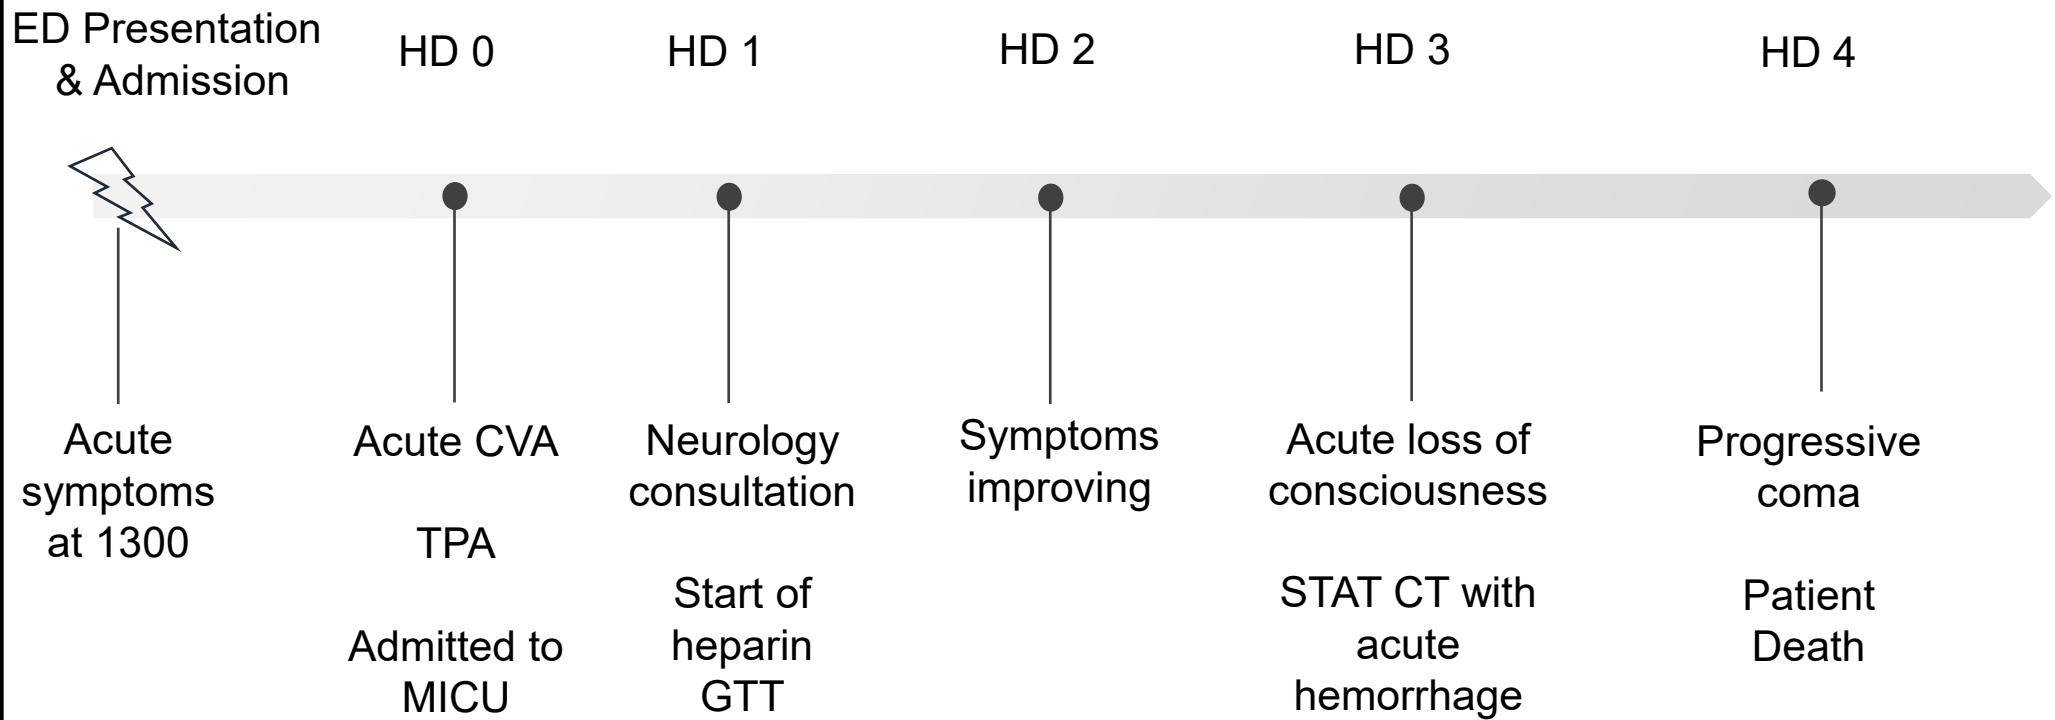 ED Presentation
& Admission
HD 0
HD 1
HD 2
HD 3
HD 4
Acute
symptoms
at 1300
Acute CVA
TPA
Admitted to
MICU
Neurology
consultation
Start of
heparin
GTT
Symptoms
improving
Acute loss of
consciousness
STAT CT with
acute
hemorrhage
Progressive
coma
Patient
Death